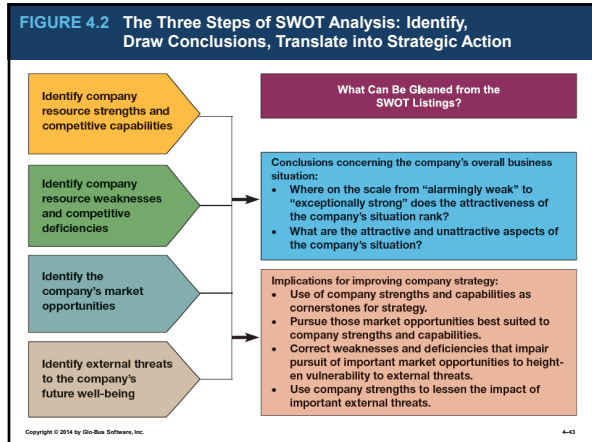 FIGURE 4.2 The Three Steps of SWOT Analysis: Identify,
Draw Conclusions, Translate into Strategic Action
Identify company
resource strengths and
competitive capabilities
Identify company
resource weaknesses
and competitive
deficiencies
Identify the
company's market
opportunities
Identify external threats
to the company's
future well-being
What Can Be Gleaned from the
SWOT Listings?
Conclusions concerning the company's overall business
situation:
• Where on the scale from "alarmingly weak" to
"exceptionally strong" does the attractiveness of
the company's situation rank?
• What are the attractive and unattractive aspects of
the company's situation?
Implications for improving company strategy:
• Use of company strengths and capabilities as
cornerstones for strategy.
• Pursue those market opportunities best suited to
company strengths and capabilities.
• Correct weaknesses and deficiencies that impair
pursuit of important market opportunities to height-
en vulnerability to external threats.
• Use company strengths to lessen the impact of
important external threats.
Copyright © 2014 by Glo-Bus Software, Inc.
4–43